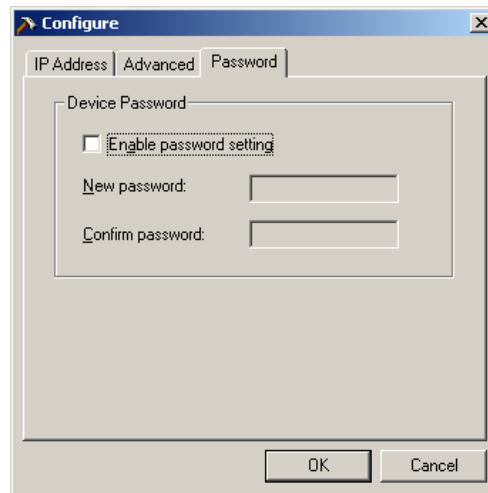 Configure
IP Address Advanced Password
Device Password
Enable password setting
New password:
Confirm password:
OK Cancel